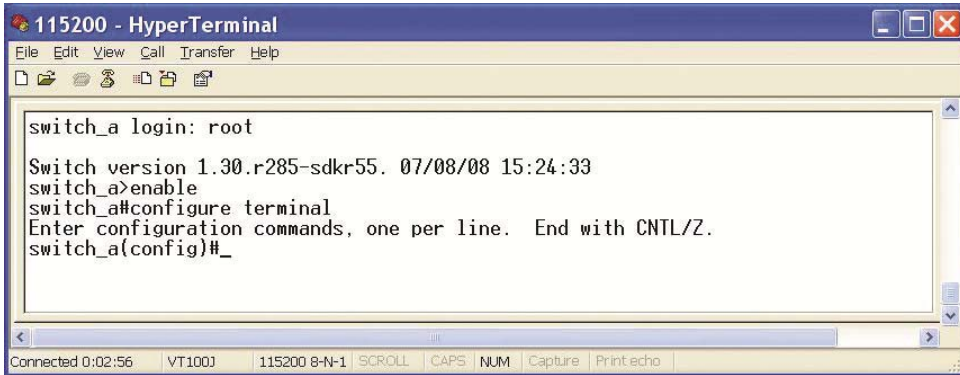 115200 - HyperTerminal
File Edit View Call Transfer Help
switch_a login: root
Switch version 1.30.r285-sdkr55. 07/08/08 15:24:33
switch_a>enable
switch_a#configure terminal
Enter configuration commands, one per line.  End with CNTL/Z.
switch_a(config)#_
Connected 0:02:56 VT100J 115200 8-N-1 SCROLL CAPS NUM Capture Print echo